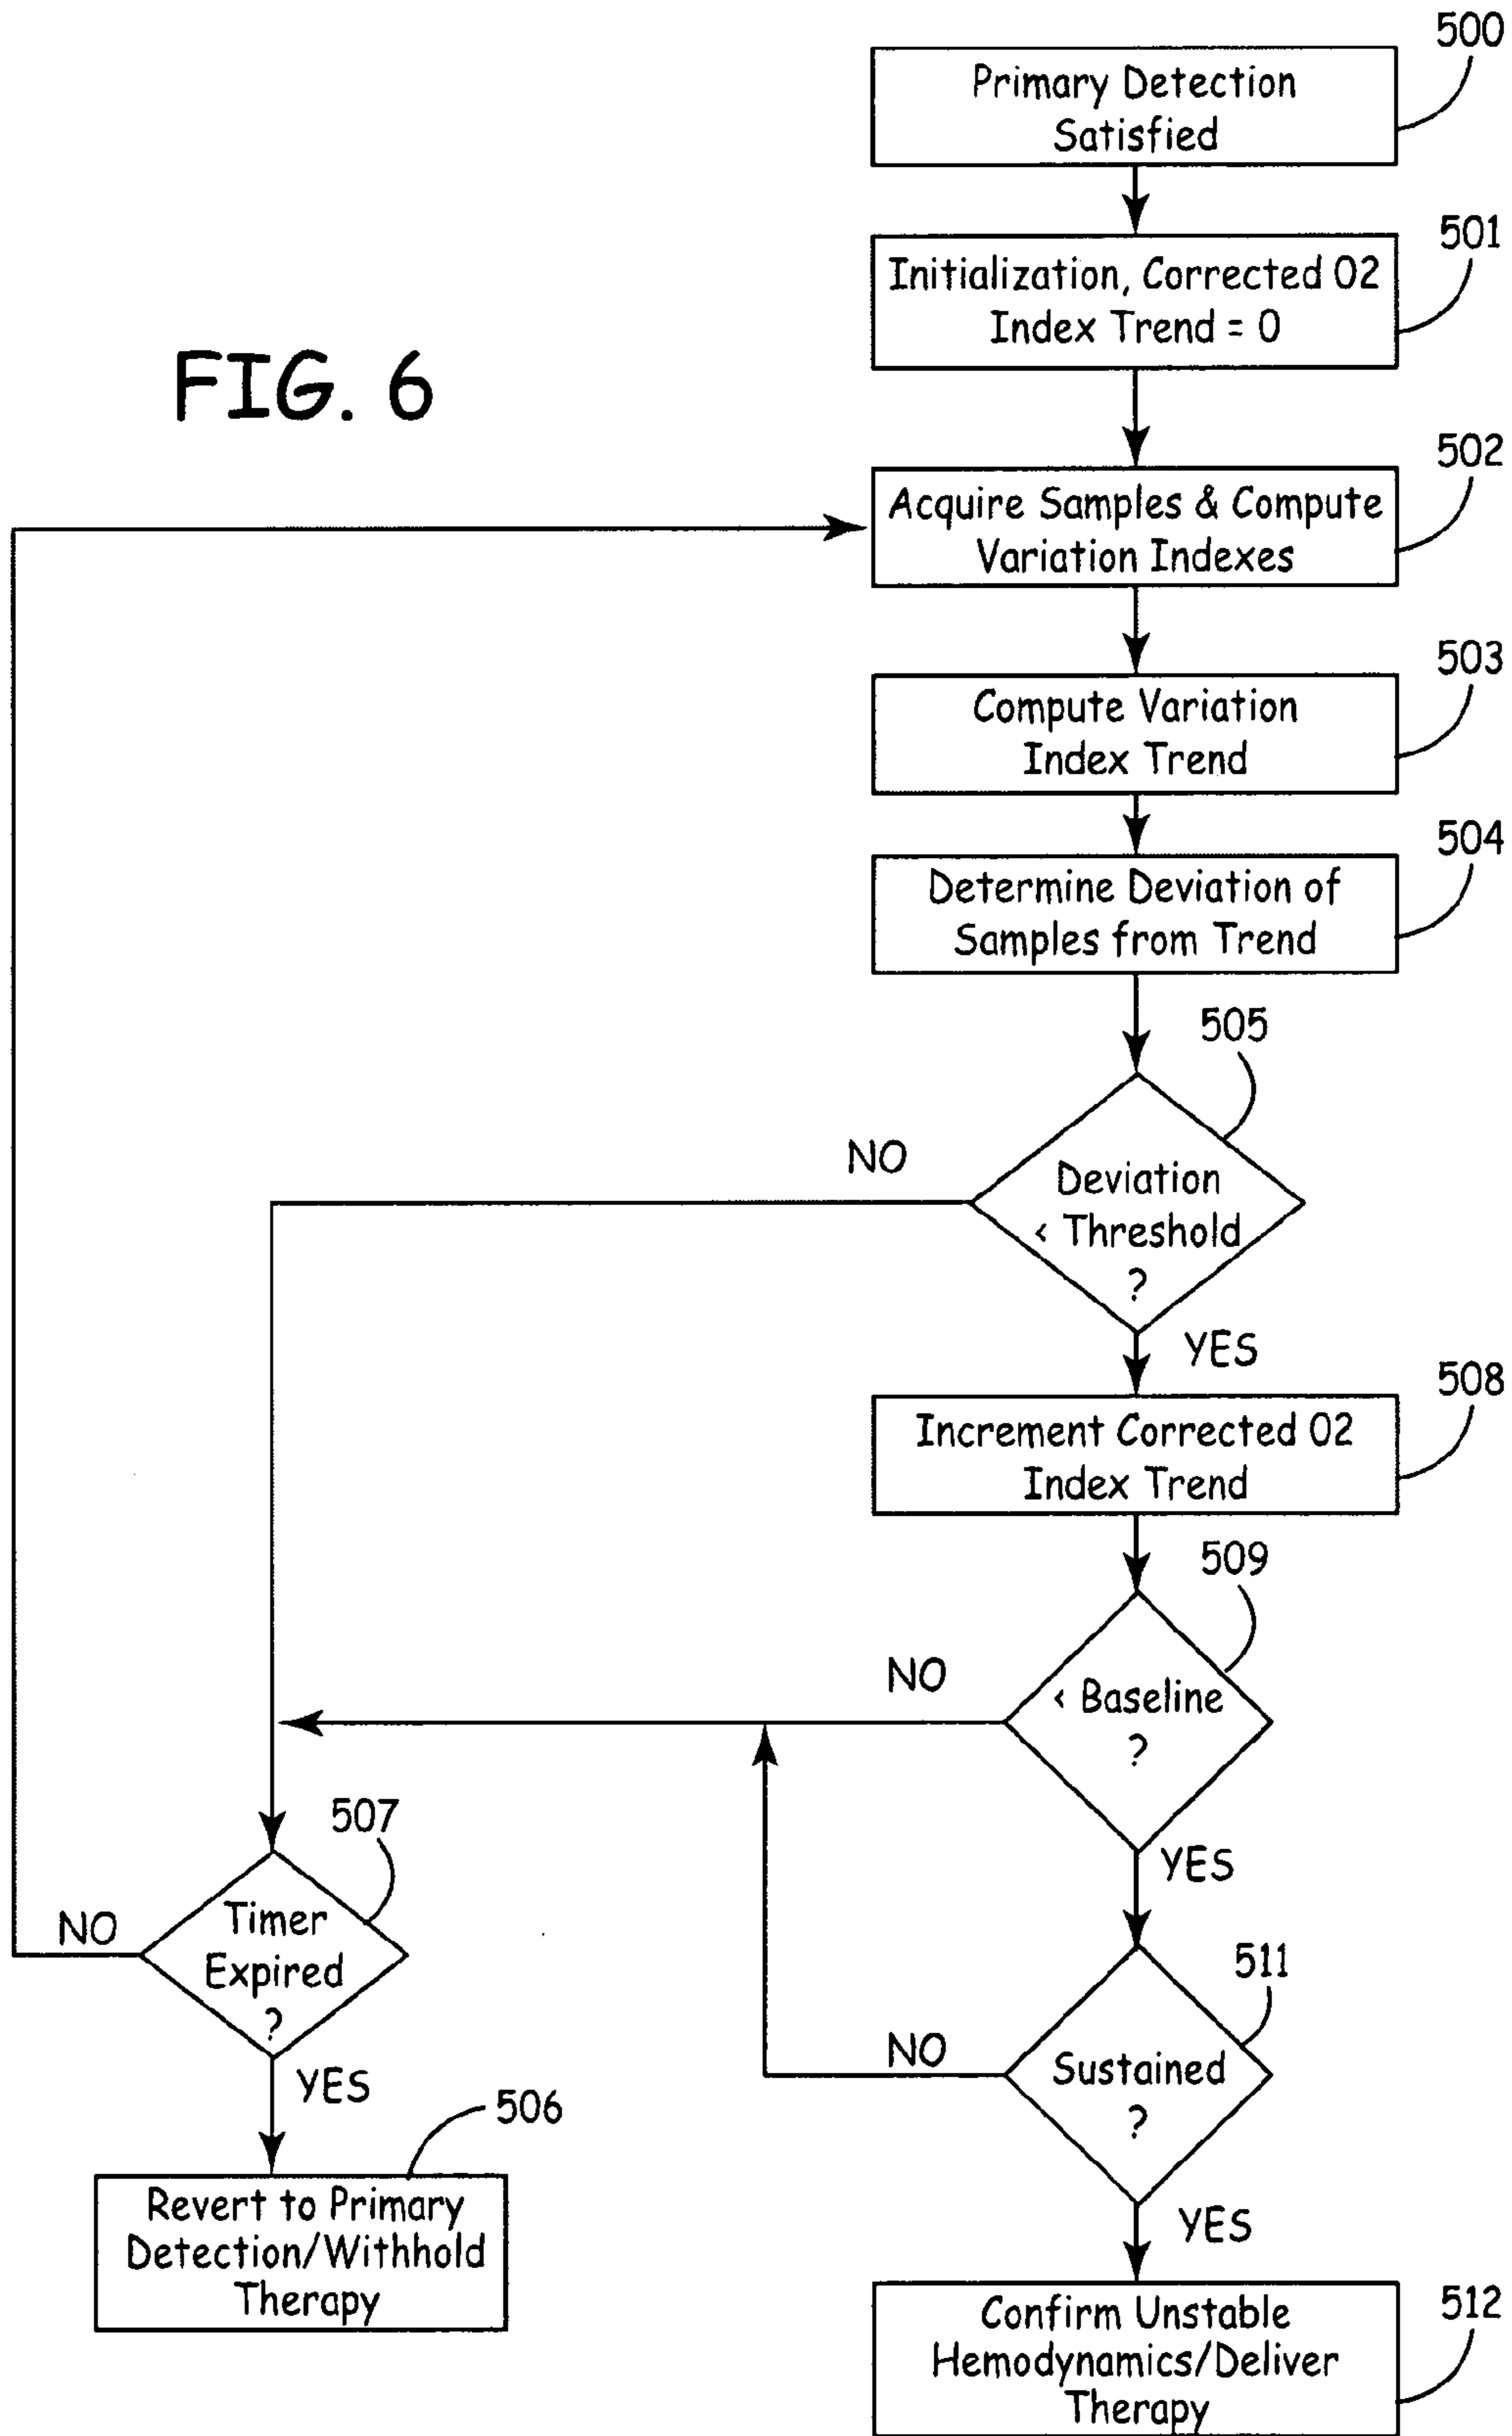 FIG. 6
500
Primary Detection
Satisfied
501
Initialization, Corrected O2
Index Trend = 0
502
Acquire Samples & Compute
Variation Indexes
503
Compute Variation
Index Trend
504
Determine Deviation of
Samples from Trend
505
Deviation
< Threshold
?
NO
YES
508
Increment Corrected O2
Index Trend
509
< Baseline
?
NO
YES
507
Timer
Expired
?
NO
YES
511
Sustained
?
NO
YES
506
Revert to Primary
Detection/Withhold
Therapy
512
Confirm Unstable
Hemodynamics/Deliver
Therapy